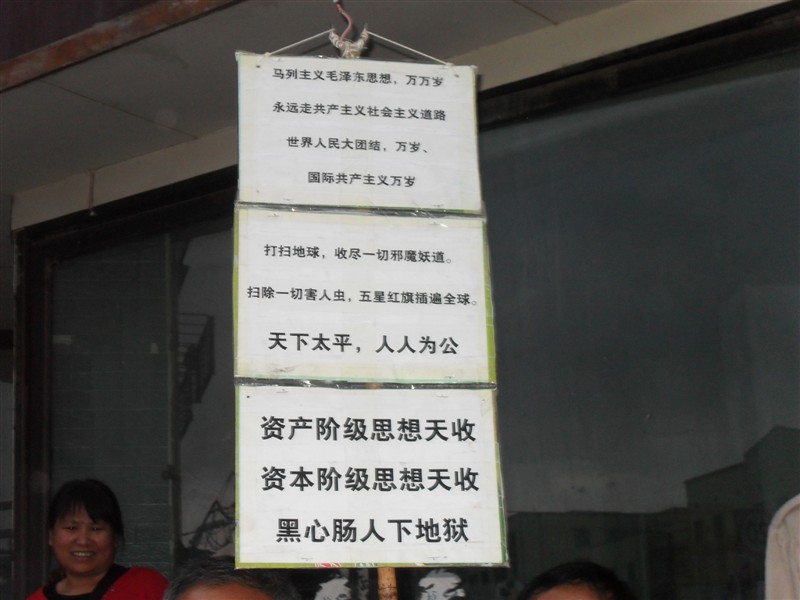 马列主义毛泽东思想，万万岁
永远走共产主义社会主义道路
世界人民大团结，万岁、
国际共产主义万岁
打扫地球，收尽一切邪魔妖道。
扫除一切害人虫，五星红旗插遍全球。
天下太平，人人为公
资产阶级思想天收
资本阶级思想天收
黑心肠人下地狱